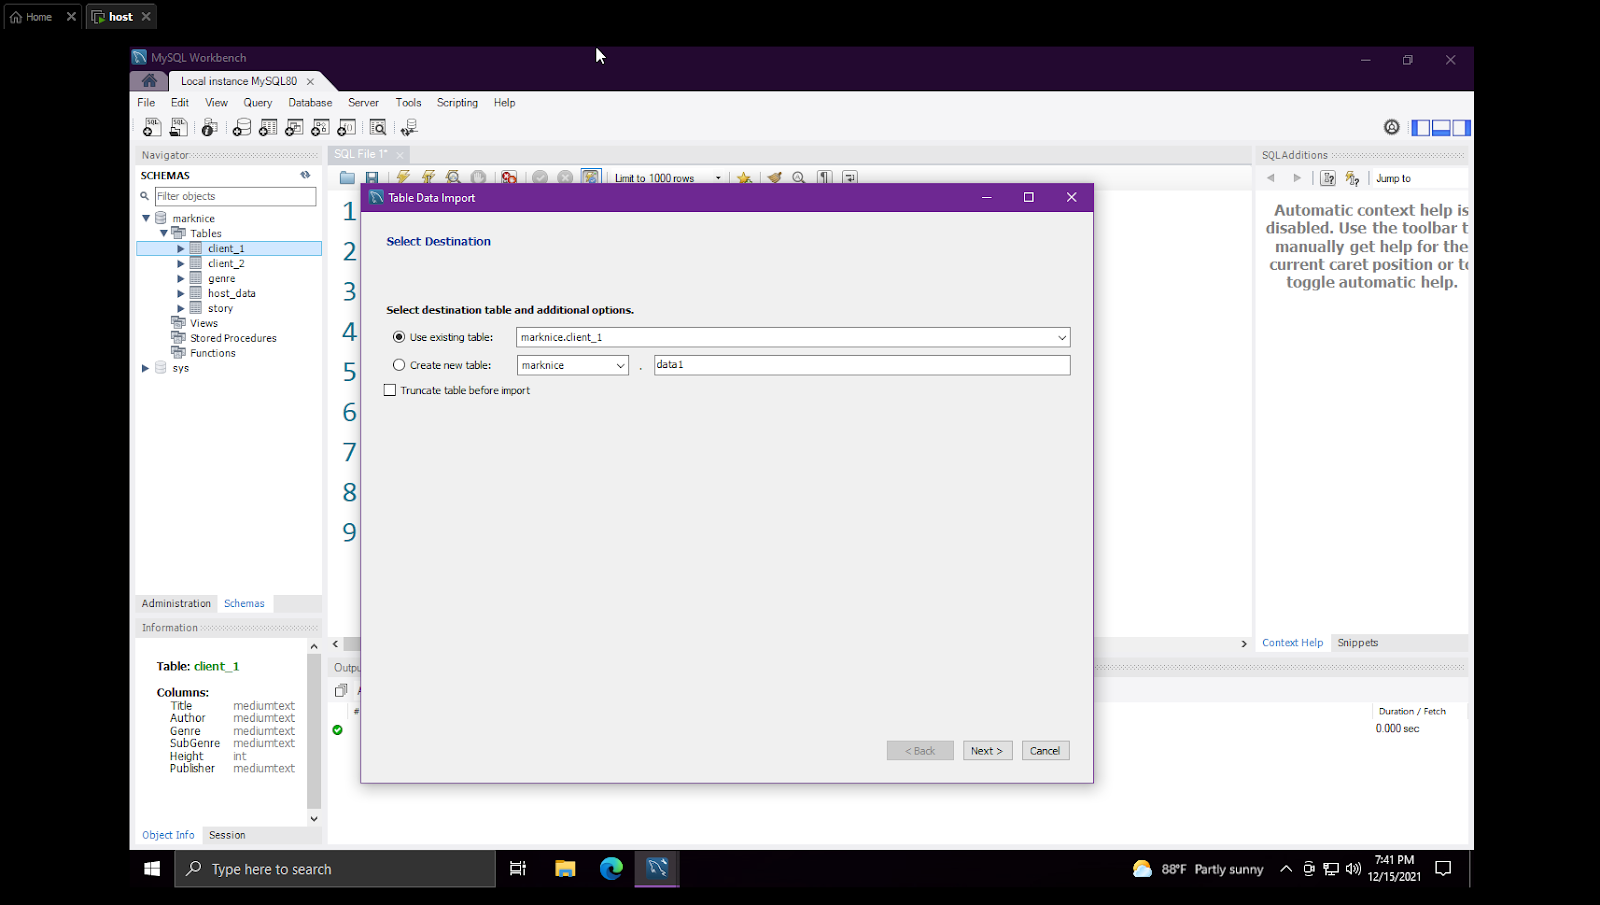 Home
host
MySQL Workbench
Local instance MySQL80
File Edit View Query Database Server Tools Scripting Help
Navigator
SCHEMAS
Filter objects
marknice
Tables
client_1
client_2
genre
host_data
story
Views
Stored Procedures
Functions
sys
Administration Schemas
Information
Table: client_1
Columns:
Title mediumtext
Author mediumtext
Genre mediumtext
SubGenre mediumtext
Height int
Publisher mediumtext
Object Info Session
SQL File 1*
Limit to 1000 rows
1
2
3
4
5
6
7
8
9
Table Data Import
Select Destination
Select destination table and additional options.
Use existing table: marknice.client_1
Create new table: marknice . data1
Truncate table before import
< Back Next > Cancel
#
Duration / Fetch
0.000 sec
SQLAdditions
Jump to
Automatic context help is
disabled. Use the toolbar t
manually get help for the
current caret position or to
toggle automatic help.
Context Help Snippets
Type here to search
88°F Partly sunny
7:41 PM
12/15/2021